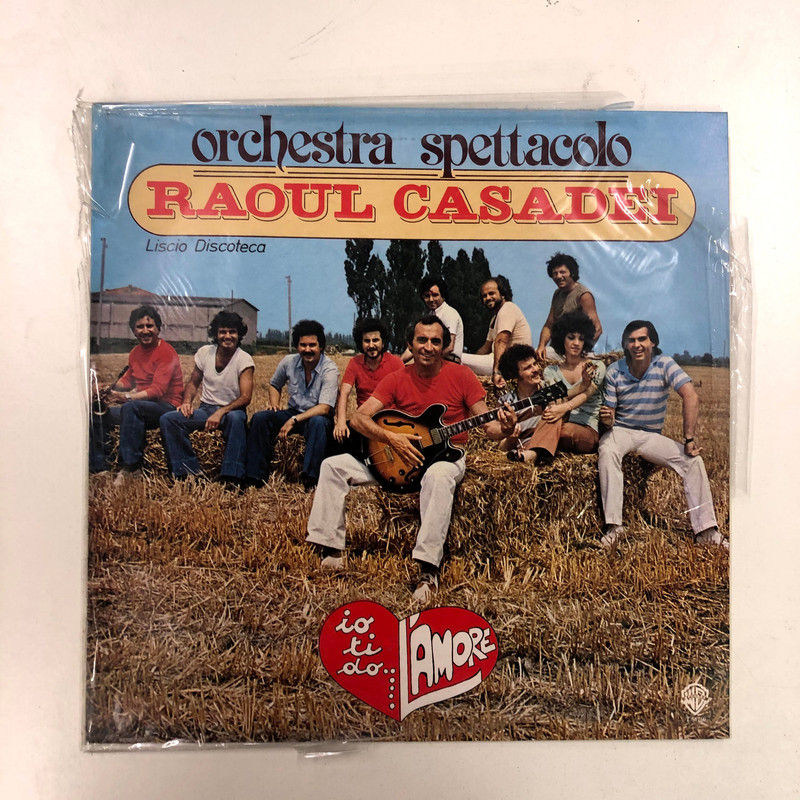 orchestra spettacolo
RAOUL CASADEI
Liscio Discoteca
io
ti
do.......
L'AMORE